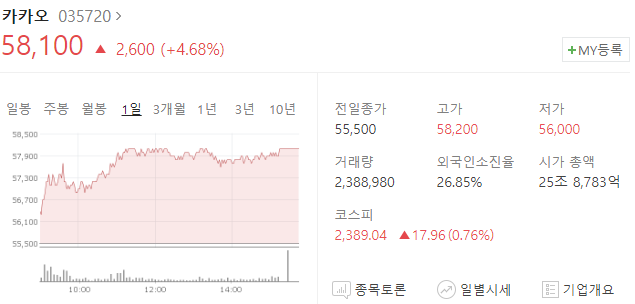 카카오 035720 >
58,100 ▲ 2,600 (+4.68%)
+MY등록
일봉 주봉 월봉 1일 3개월 1년 3년 10년
58,500
57,900
57,300
56,700
56,100
55,500
10:00 12:00 14:00
전일종가 고가 저가
55,500 58,200 56,000
거래량 외국인소진율 시가 총액
2,388,980 26.85% 25조 8,783억
코스피
2,389.04 ▲17.96 (0.76%)
종목토론 일별시세 기업개요